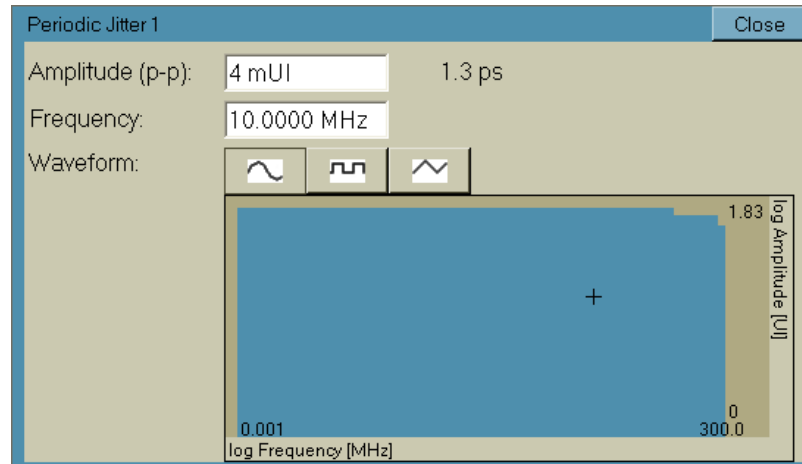 Periodic Jitter 1
Close
Amplitude (p-p):
4 mUI
1.3 ps
Frequency:
10.0000 MHz
Waveform:
1.83
log Amplitude [UI]
0
0.001
300.0
log Frequency [MHz]